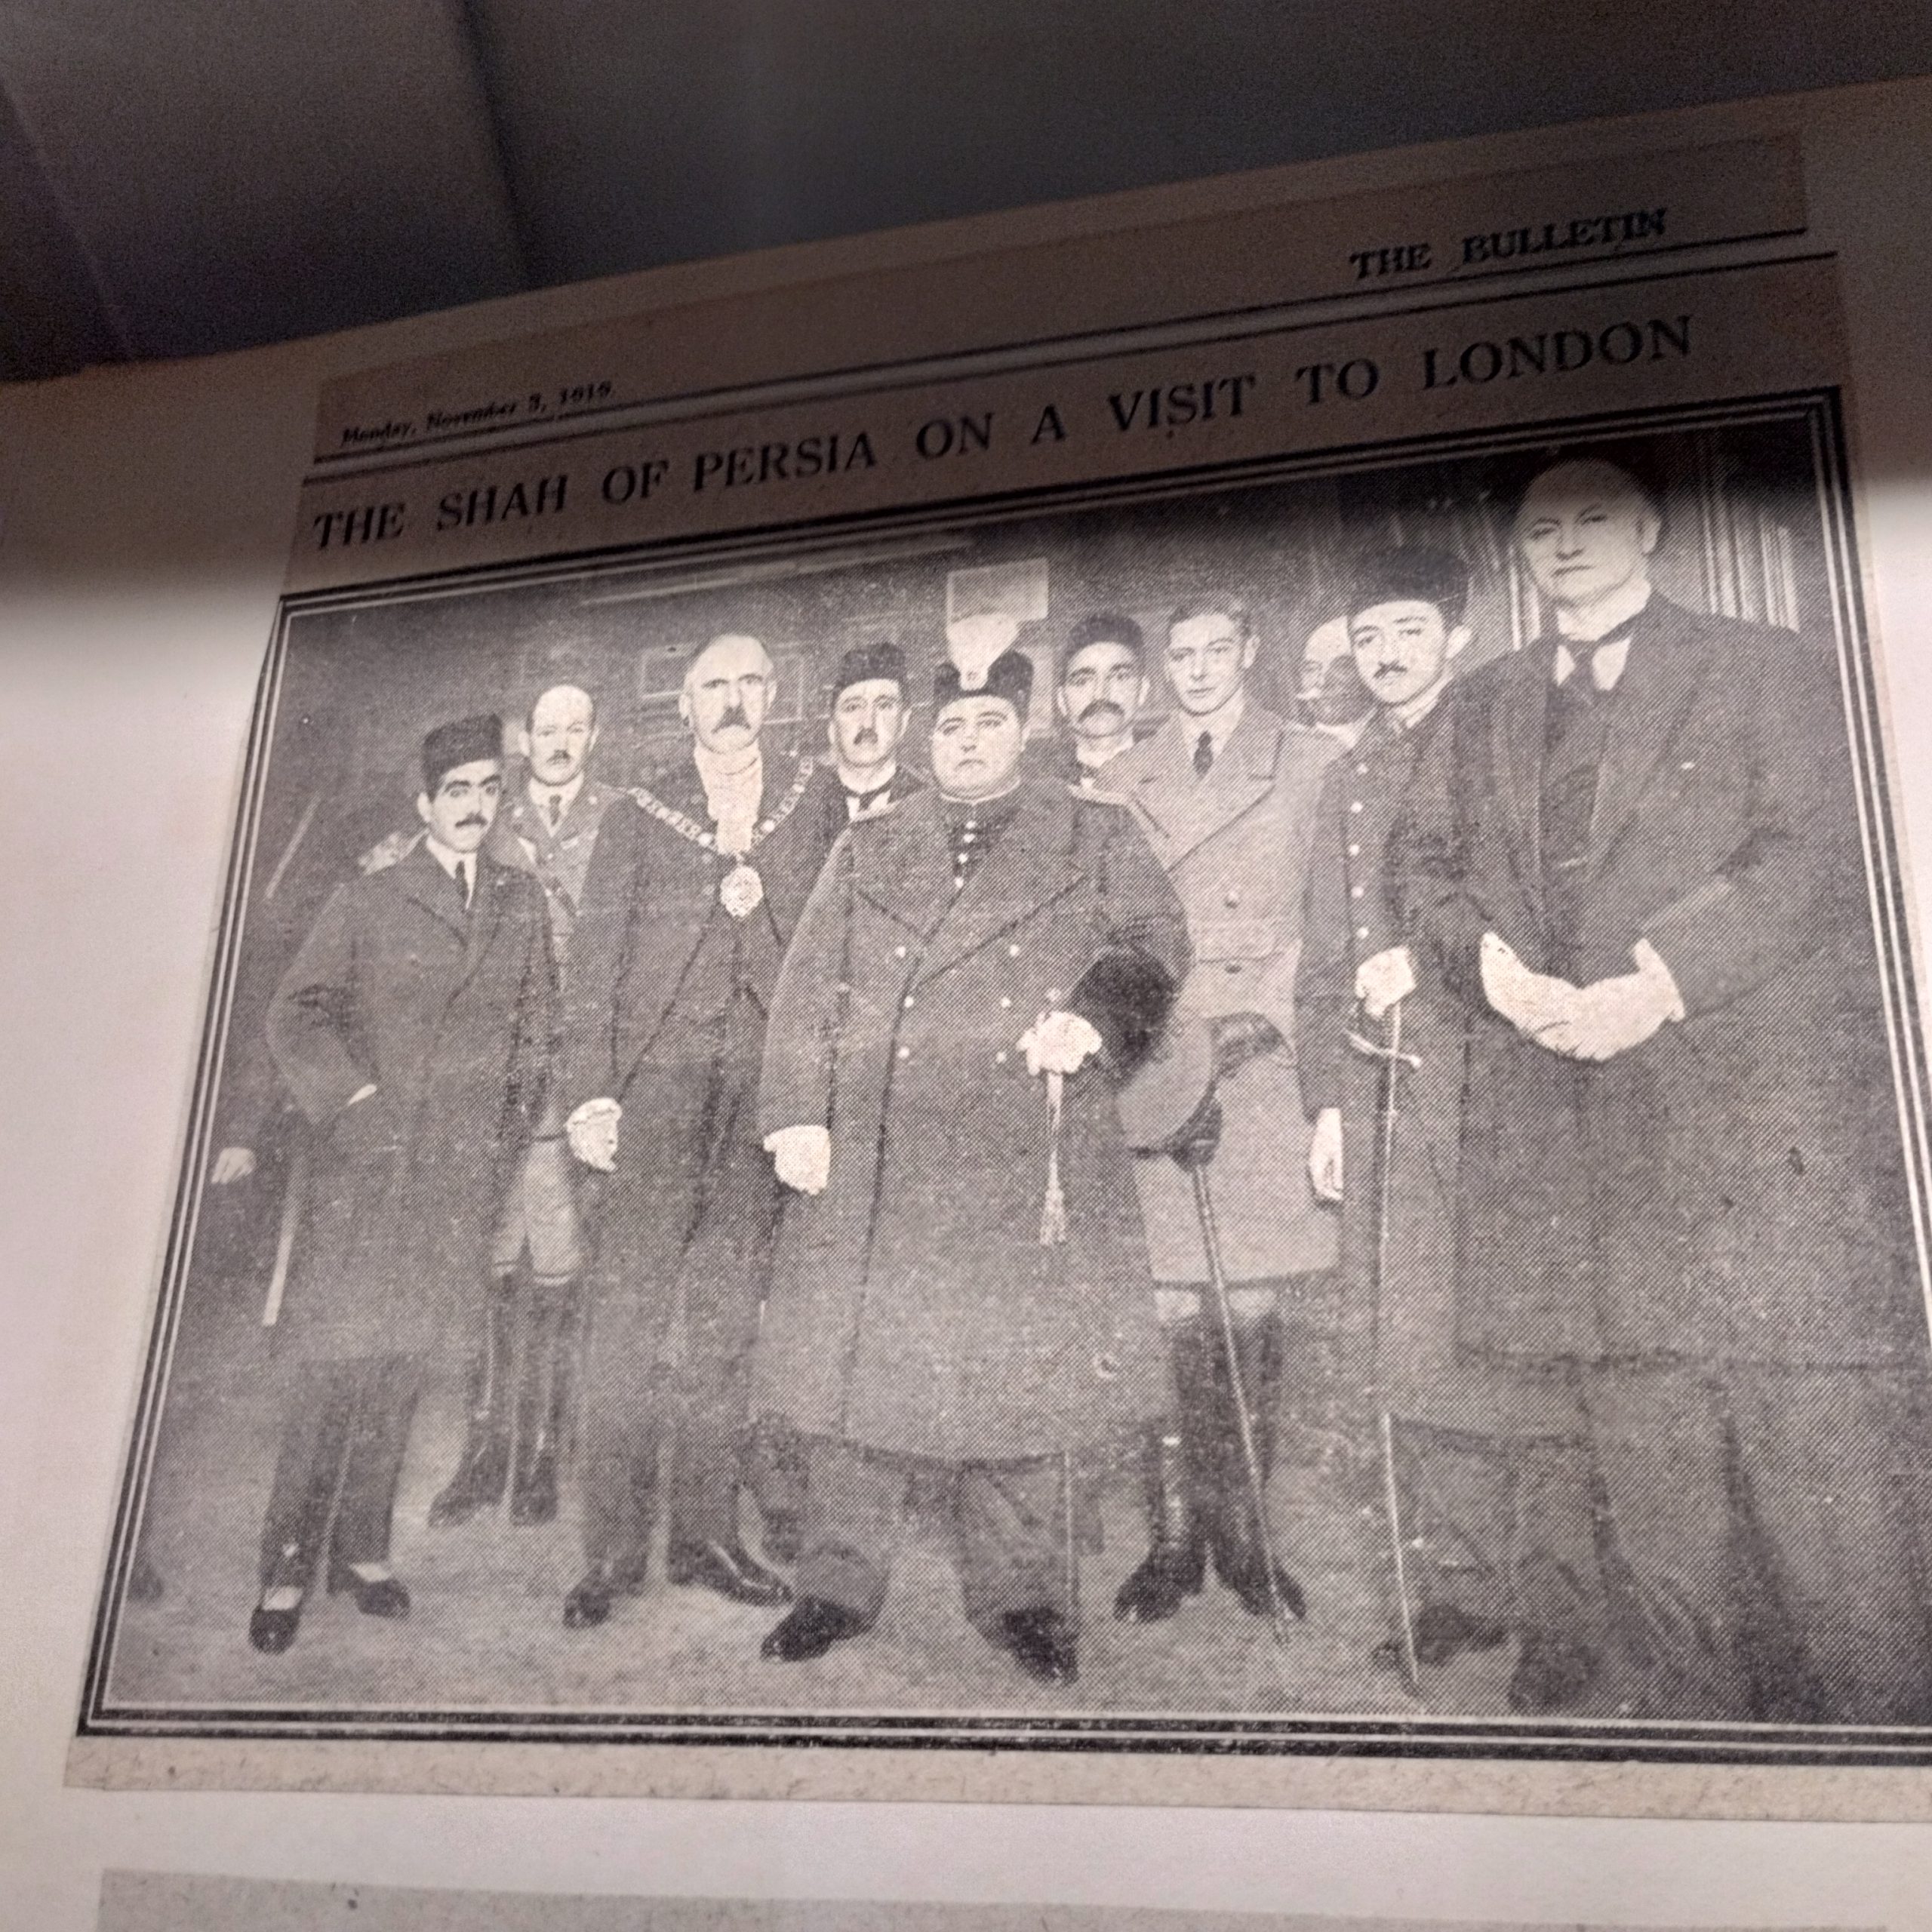 THE BULLETIN
Monday, November 3, 1919.
THE SHAH OF PERSIA ON A VISIT TO LONDON